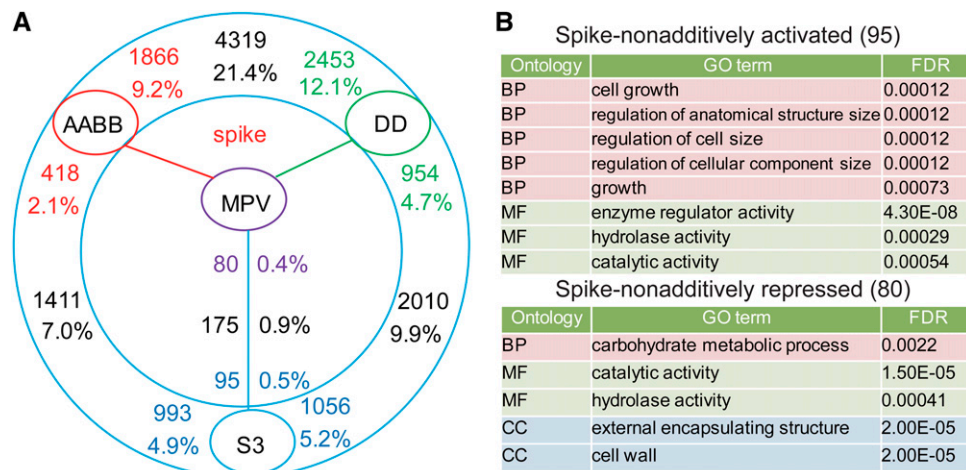 A
4319
21.4%
1866
9.2%
2453
12.1%
AABB
DD
spike
418
2.1%
954
4.7%
MPV
80 0.4%
1411
7.0%
175 0.9%
2010
9.9%
95 0.5%
993
4.9%
1056
5.2%
S3
B
Spike-nonadditively activated (95)
Ontology GO term FDR
BP cell growth 0.00012
BP regulation of anatomical structure size 0.00012
BP regulation of cell size 0.00012
BP regulation of cellular component size 0.00012
BP growth 0.00073
MF enzyme regulator activity 4.30E-08
MF hydrolase activity 0.00029
MF catalytic activity 0.00054
Spike-nonadditively repressed (80)
Ontology GO term FDR
BP carbohydrate metabolic process 0.0022
MF catalytic activity 1.50E-05
MF hydrolase activity 0.00041
CC external encapsulating structure 2.00E-05
CC cell wall 2.00E-05